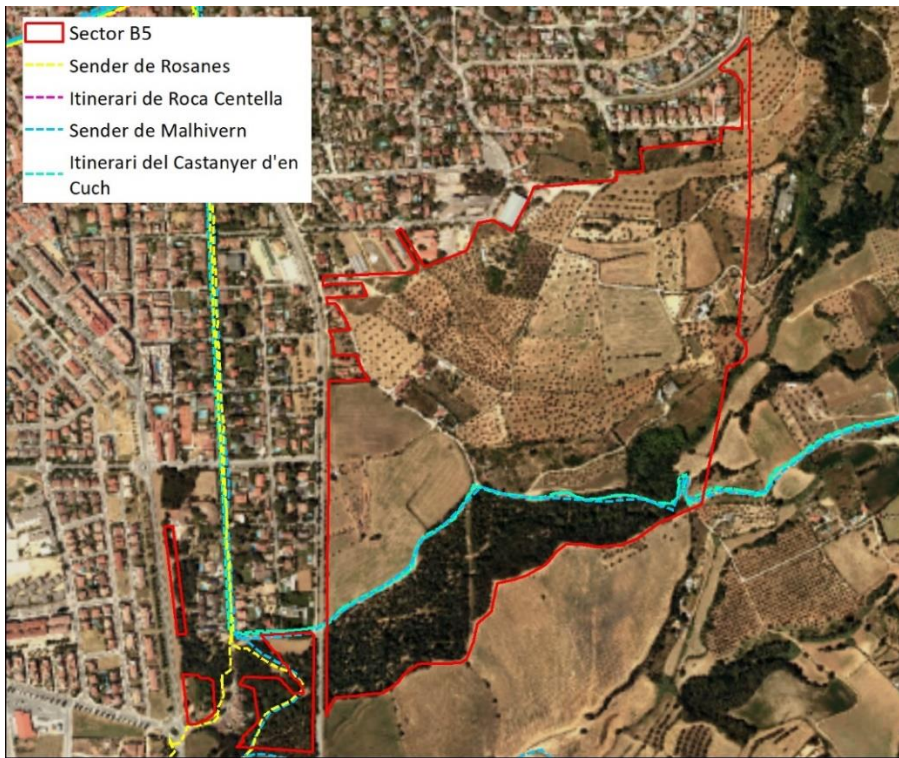 Sector B5
Sender de Rosanes
Itinerari de Roca Centella
Sender de Malhivern
Itinerari del Castanyer d'en
Cuch